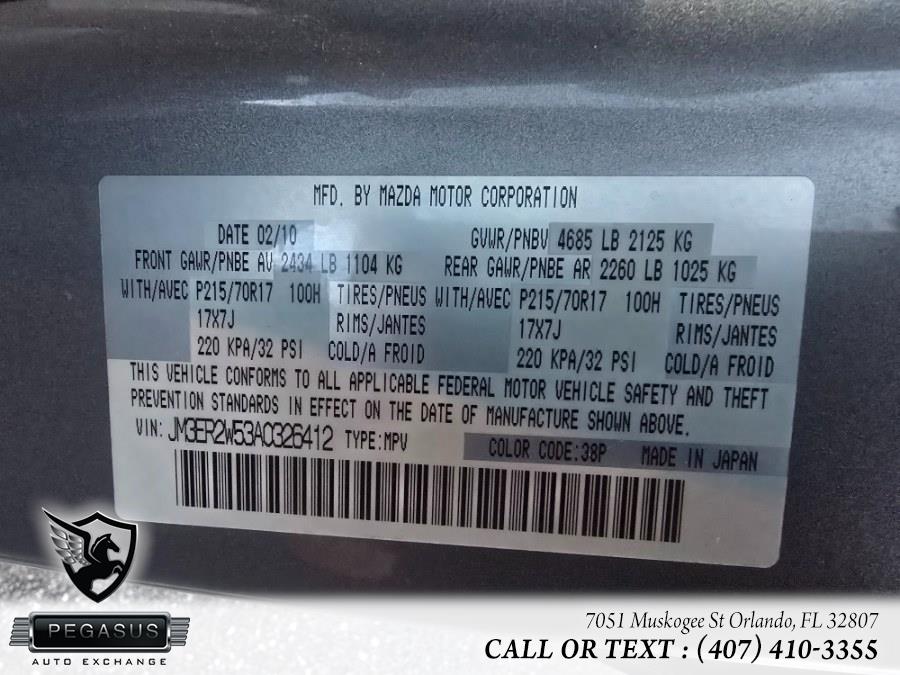 MFD. BY MAZDA MOTOR CORPORATION
DATE 02/10 GVWR/PNBV 4685 LB 2125 KG
FRONT GAWR/PNBE AV 2434 LB 1104 KG REAR GAWR/PNBE AR 2260 LB 1025 KG
WITH/AVEC P215/70R17 100H TIRES/PNEUS WITH/AVEC P215/70R17 100H TIRES/PNEUS
17X7J RIMS/JANTES 17X7J RIMS/JANTES
220 KPA/32 PSI COLD/A FROID 220 KPA/32 PSI COLD/A FROID
THIS VEHICLE CONFORMS TO ALL APPLICABLE FEDERAL MOTOR VEHICLE SAFETY AND THEFT
PREVENTION STANDARDS IN EFFECT ON THE DATE OF MANUFACTURE SHOWN ABOVE.
VIN: JM3ER2W53A0326412 TYPE:MPV COLOR CODE:38P MADE IN JAPAN
PEGASUS
AUTO EXCHANGE
7051 Muskogee St Orlando, FL 32807
CALL OR TEXT : (407) 410-3355